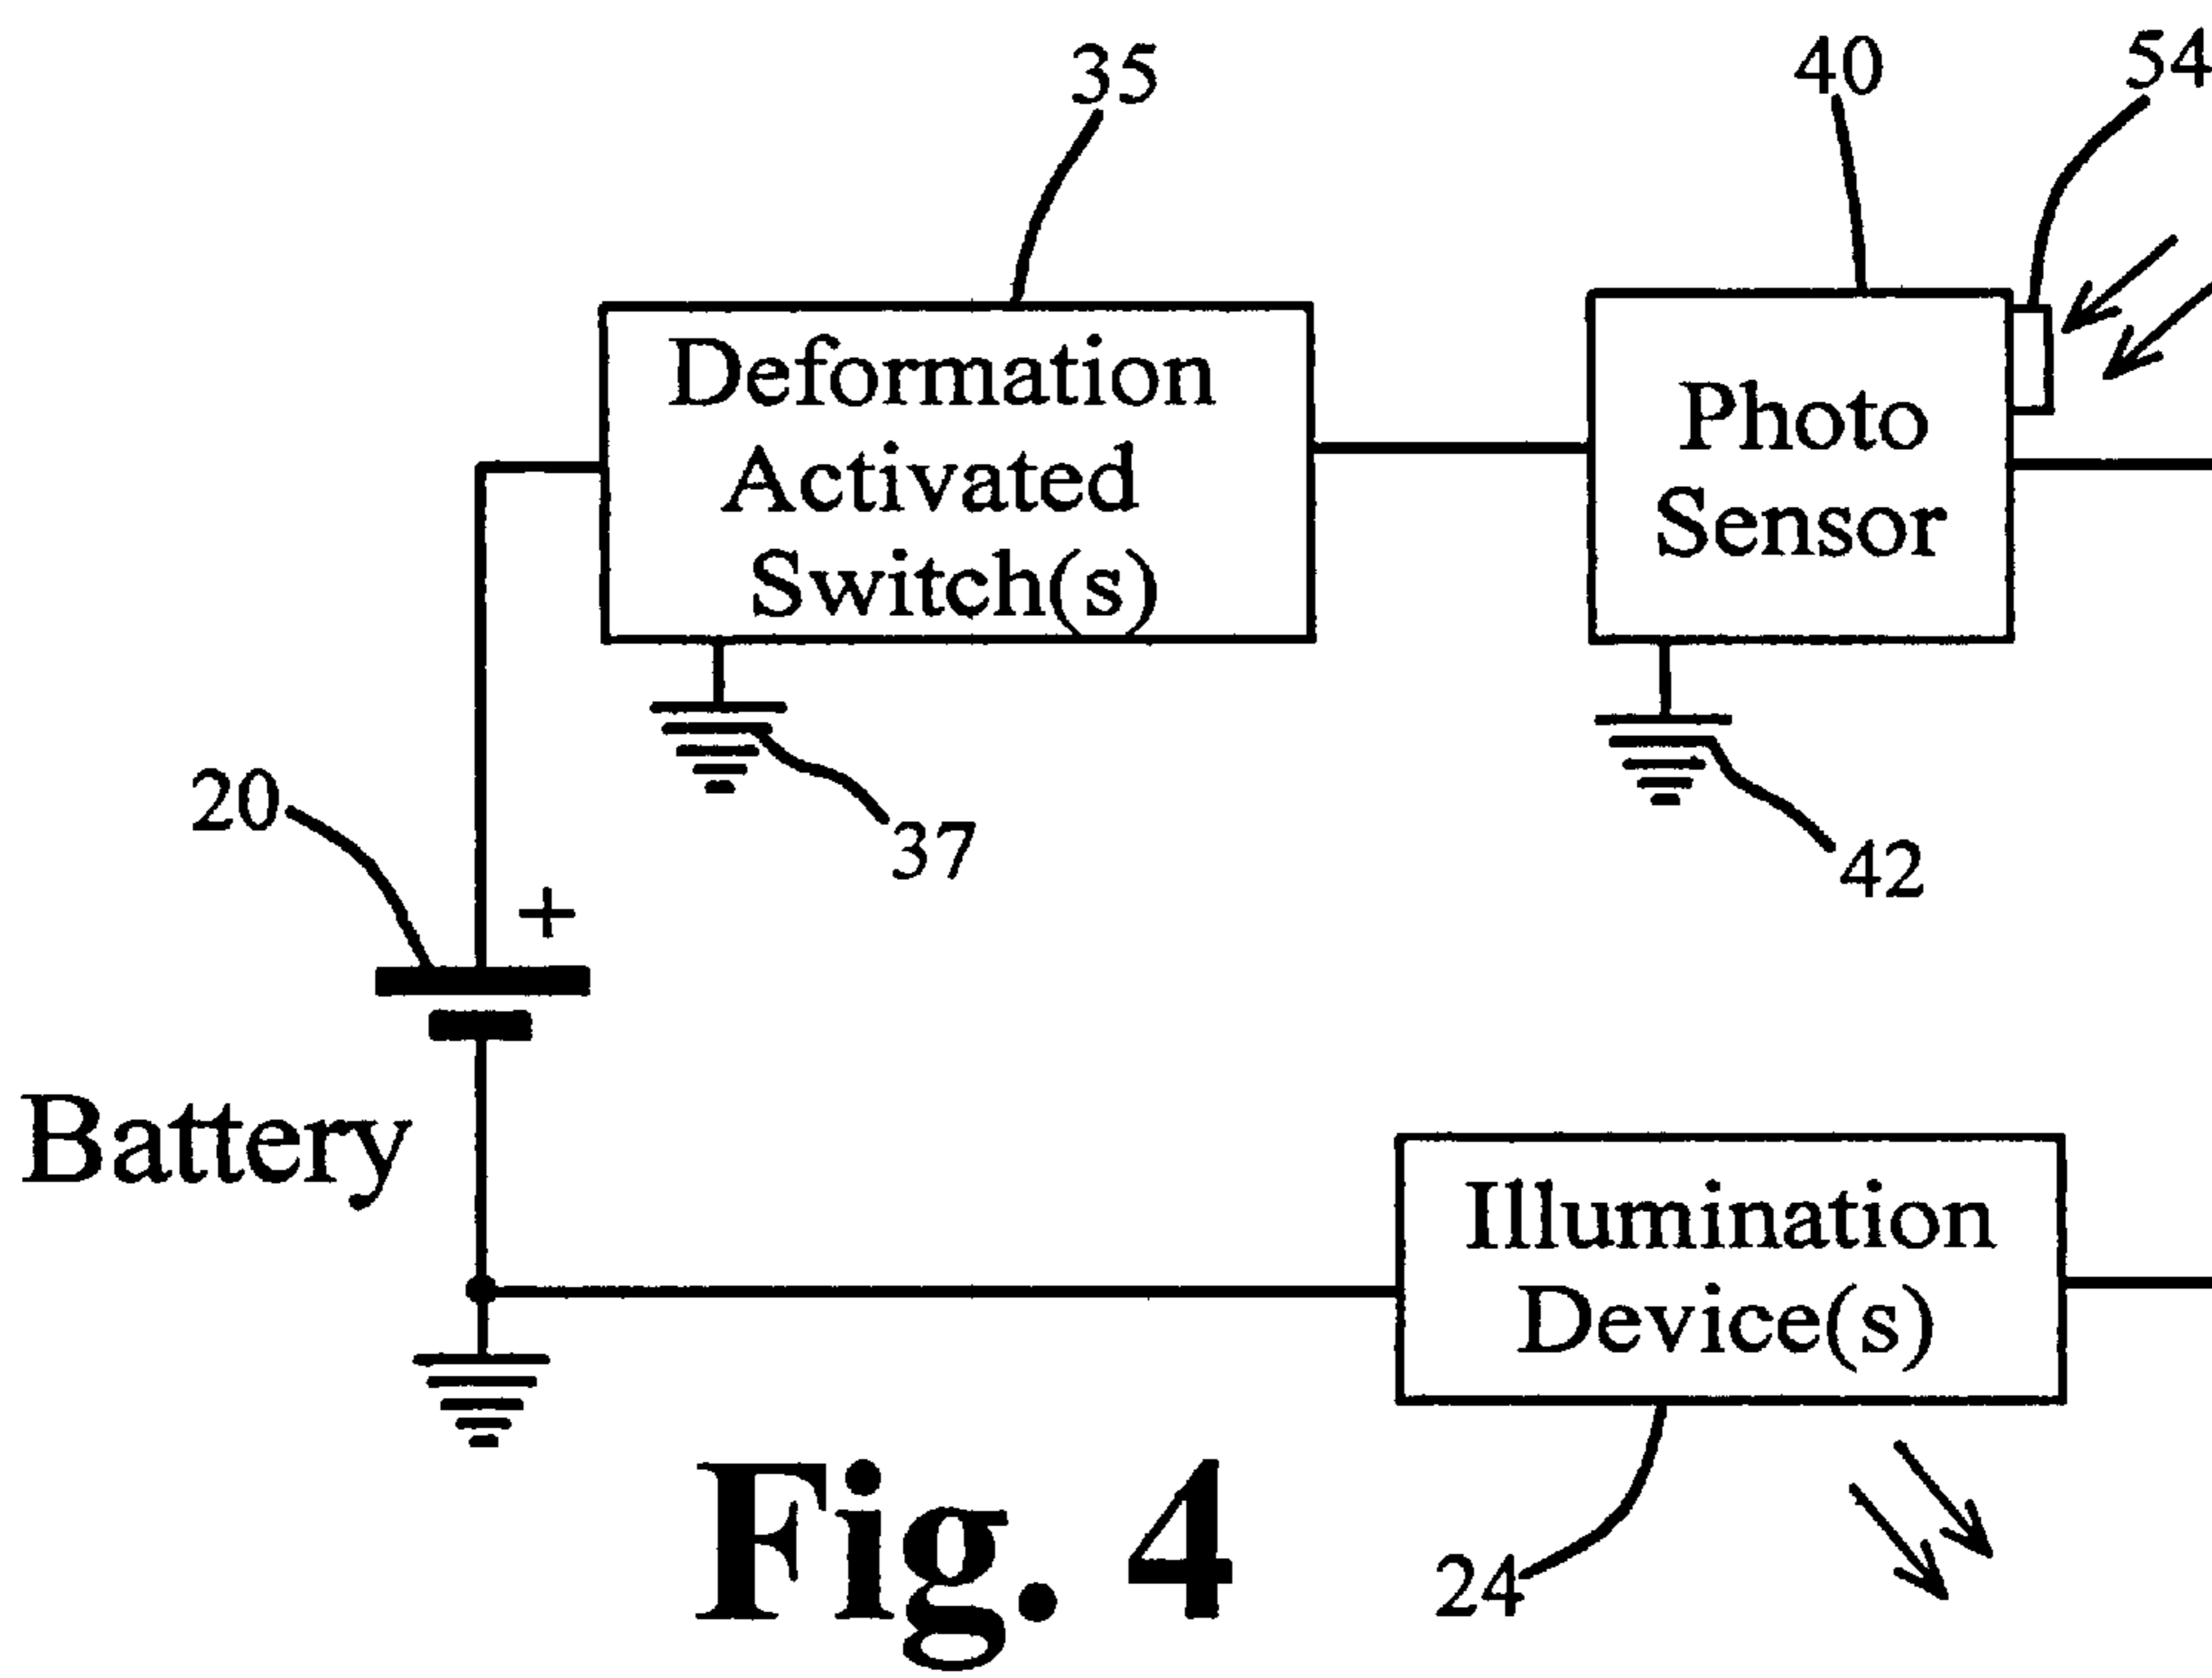 35
40
54
Deformation
Activated
Switch(s)
Photo
Sensor
20
37
42
+
Battery
Illumination
Device(s)
24
Fig. 4